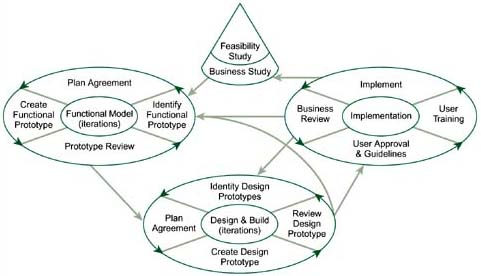 Feasibility
Study
Business Study
Plan Agreement
Create
Functional
Prototype
Functional Model
(iterations)
Identify
Functional
Prototype
Prototype Review
Implement
Business
Review
Implementation
User
Training
User Approval
& Guidelines
Identity Design
Prototypes
Plan
Agreement
Design & Build
(iterations)
Review
Design
Prototype
Create Design
Prototype